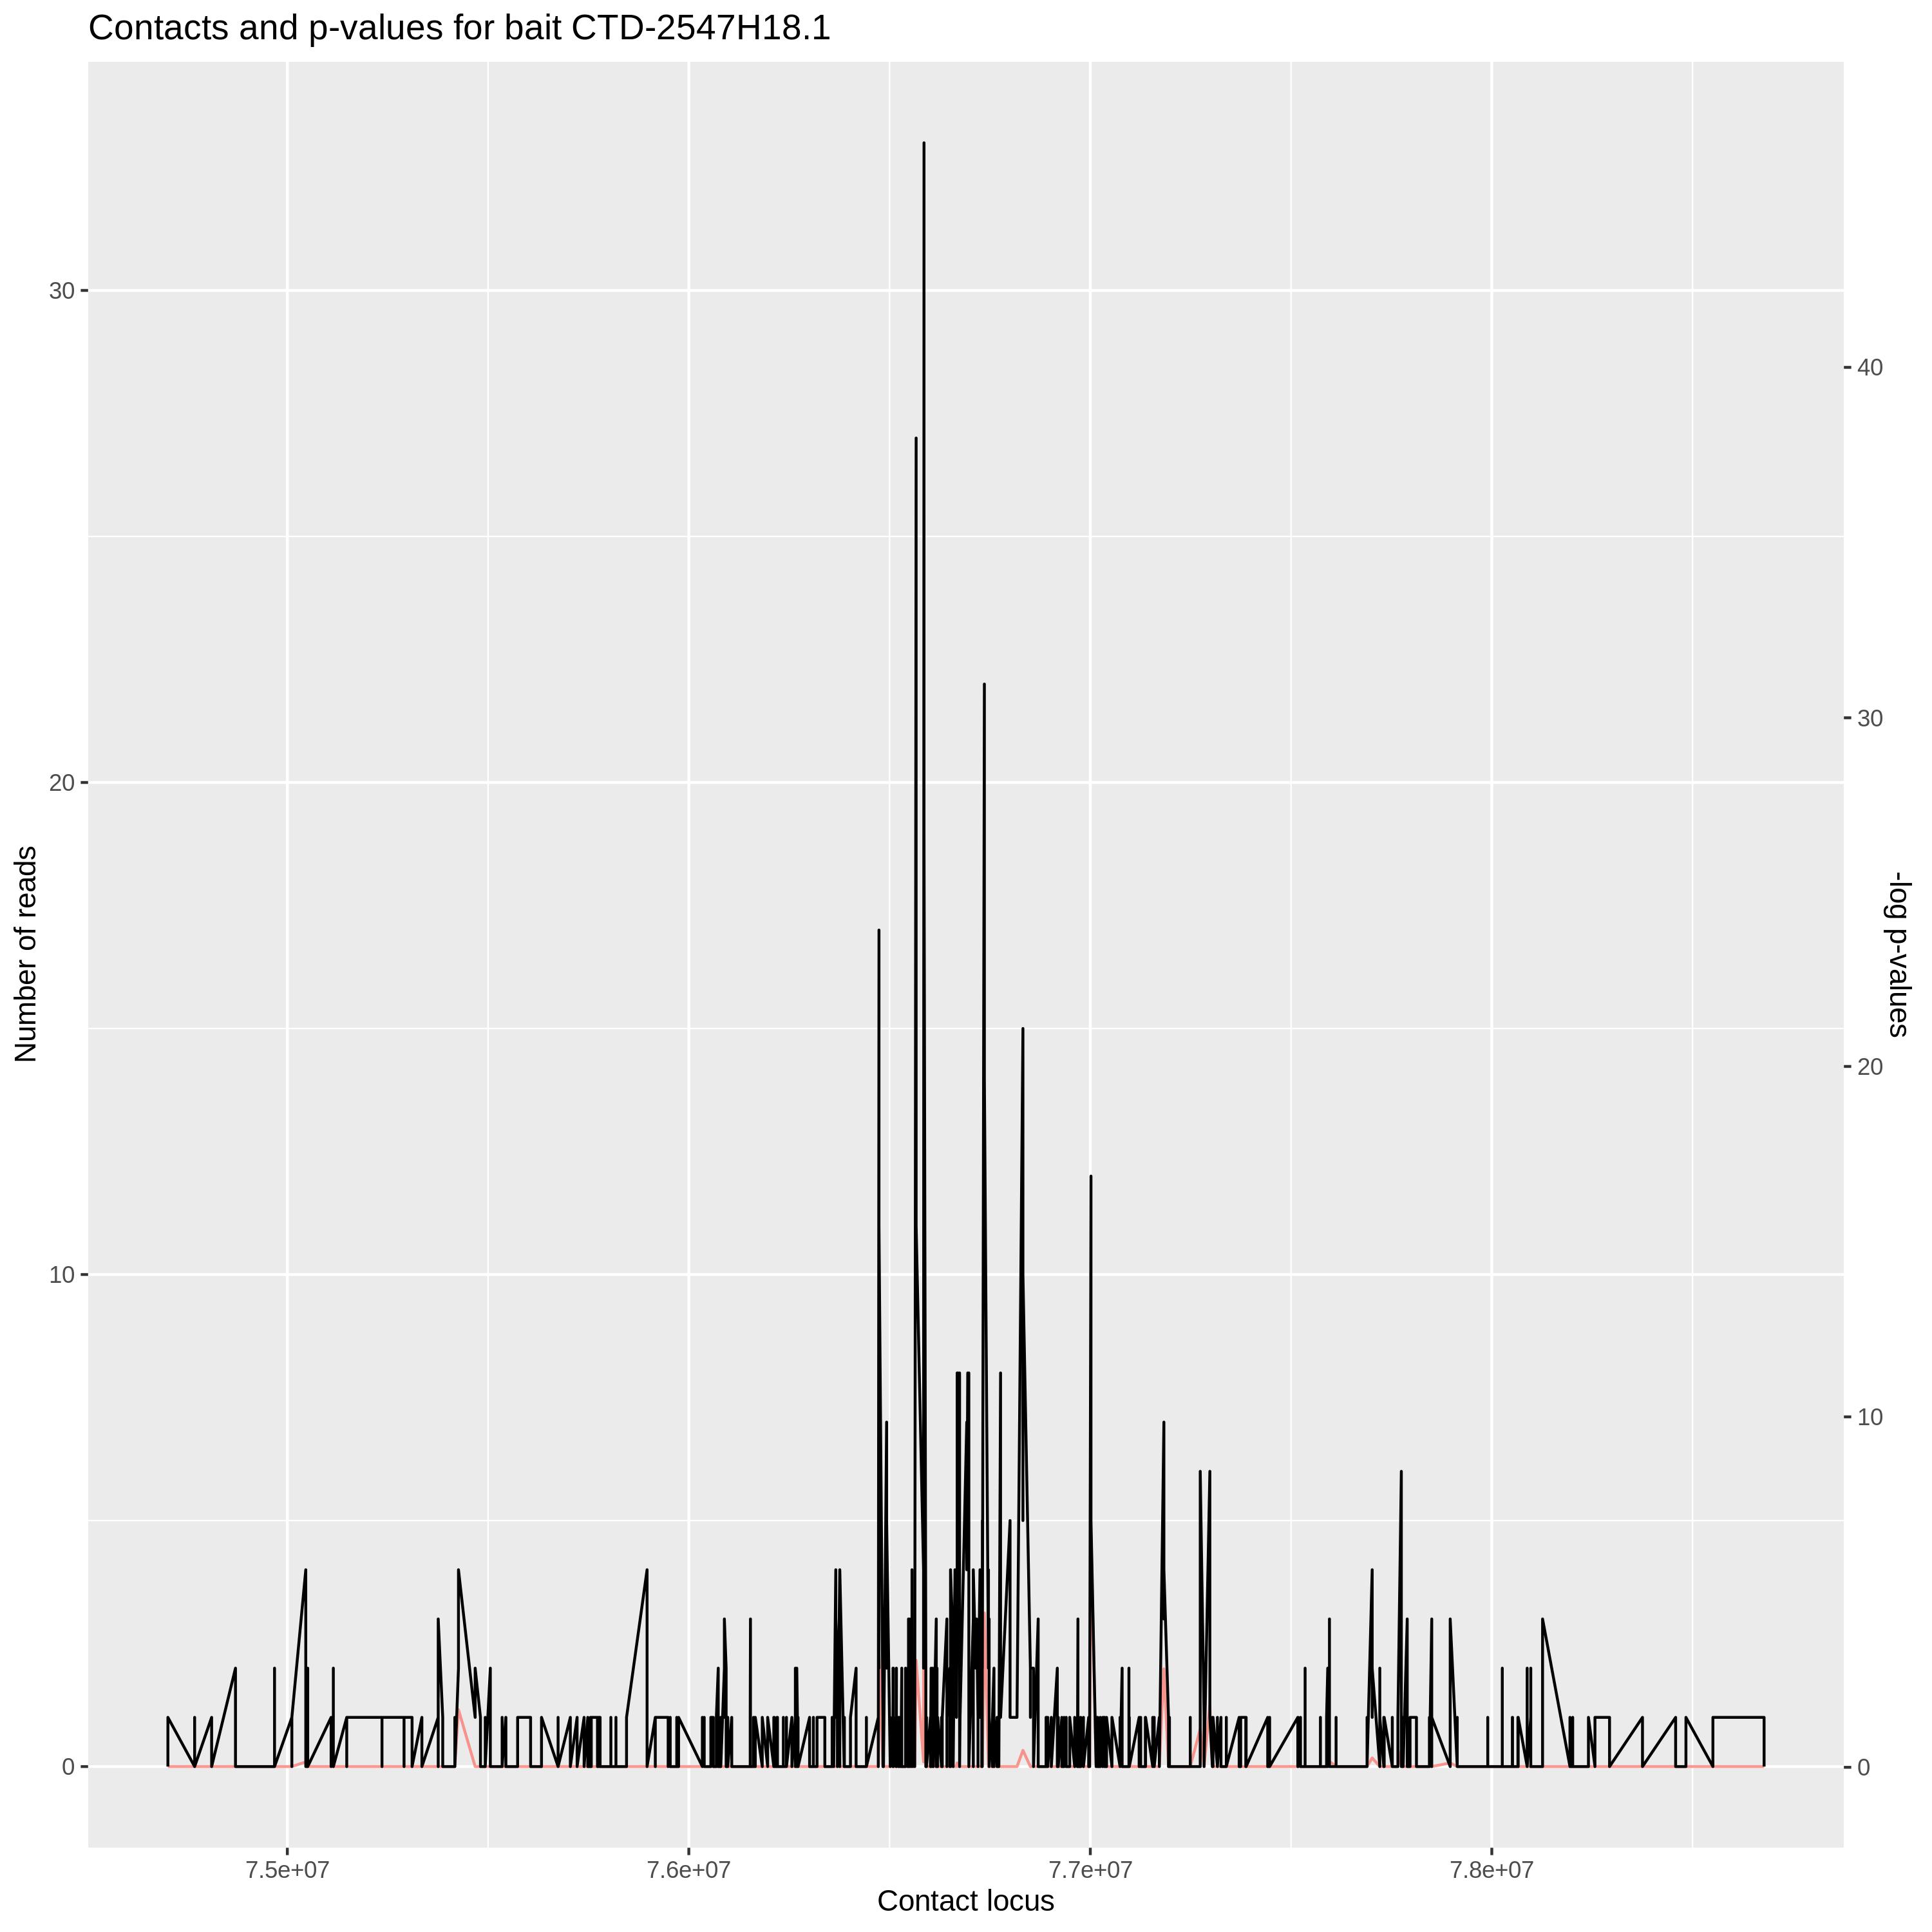 Contacts and p-values for bait CTD-2547H18.1
30
20
10
0
Number of reads
40
30
20
10
0
-log p-values
7.5e+07 7.6e+07 7.7e+07 7.8e+07
Contact locus